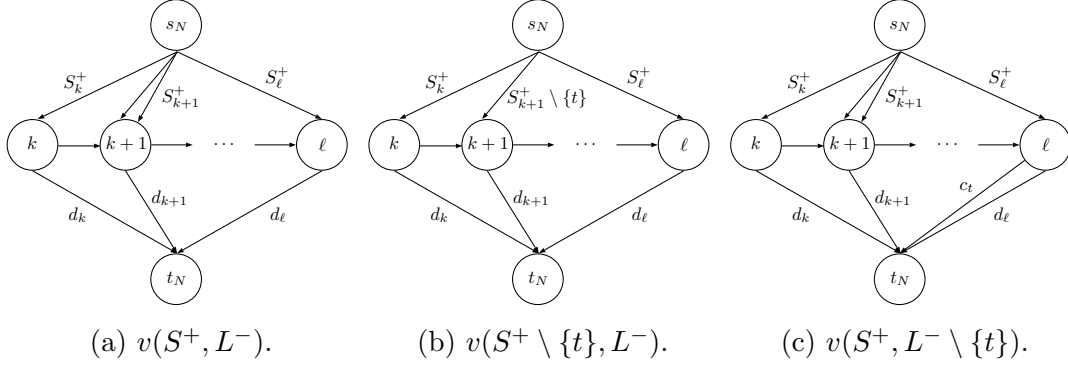 s_N
S_k^+
S_{k+1}^+
S_ℓ^+
k
k + 1
⋯
ℓ
d_k
d_{k+1}
d_ℓ
t_N
(a) v(S^+, L^-).
s_N
S_k^+
S_{k+1}^+ \ {t}
S_ℓ^+
k
k + 1
⋯
ℓ
d_k
d_{k+1}
d_ℓ
t_N
(b) v(S^+ \ {t}, L^-).
s_N
S_k^+
S_{k+1}^+
S_ℓ^+
k
k + 1
⋯
ℓ
d_k
d_{k+1}
c_t
d_ℓ
t_N
(c) v(S^+, L^- \ {t}).